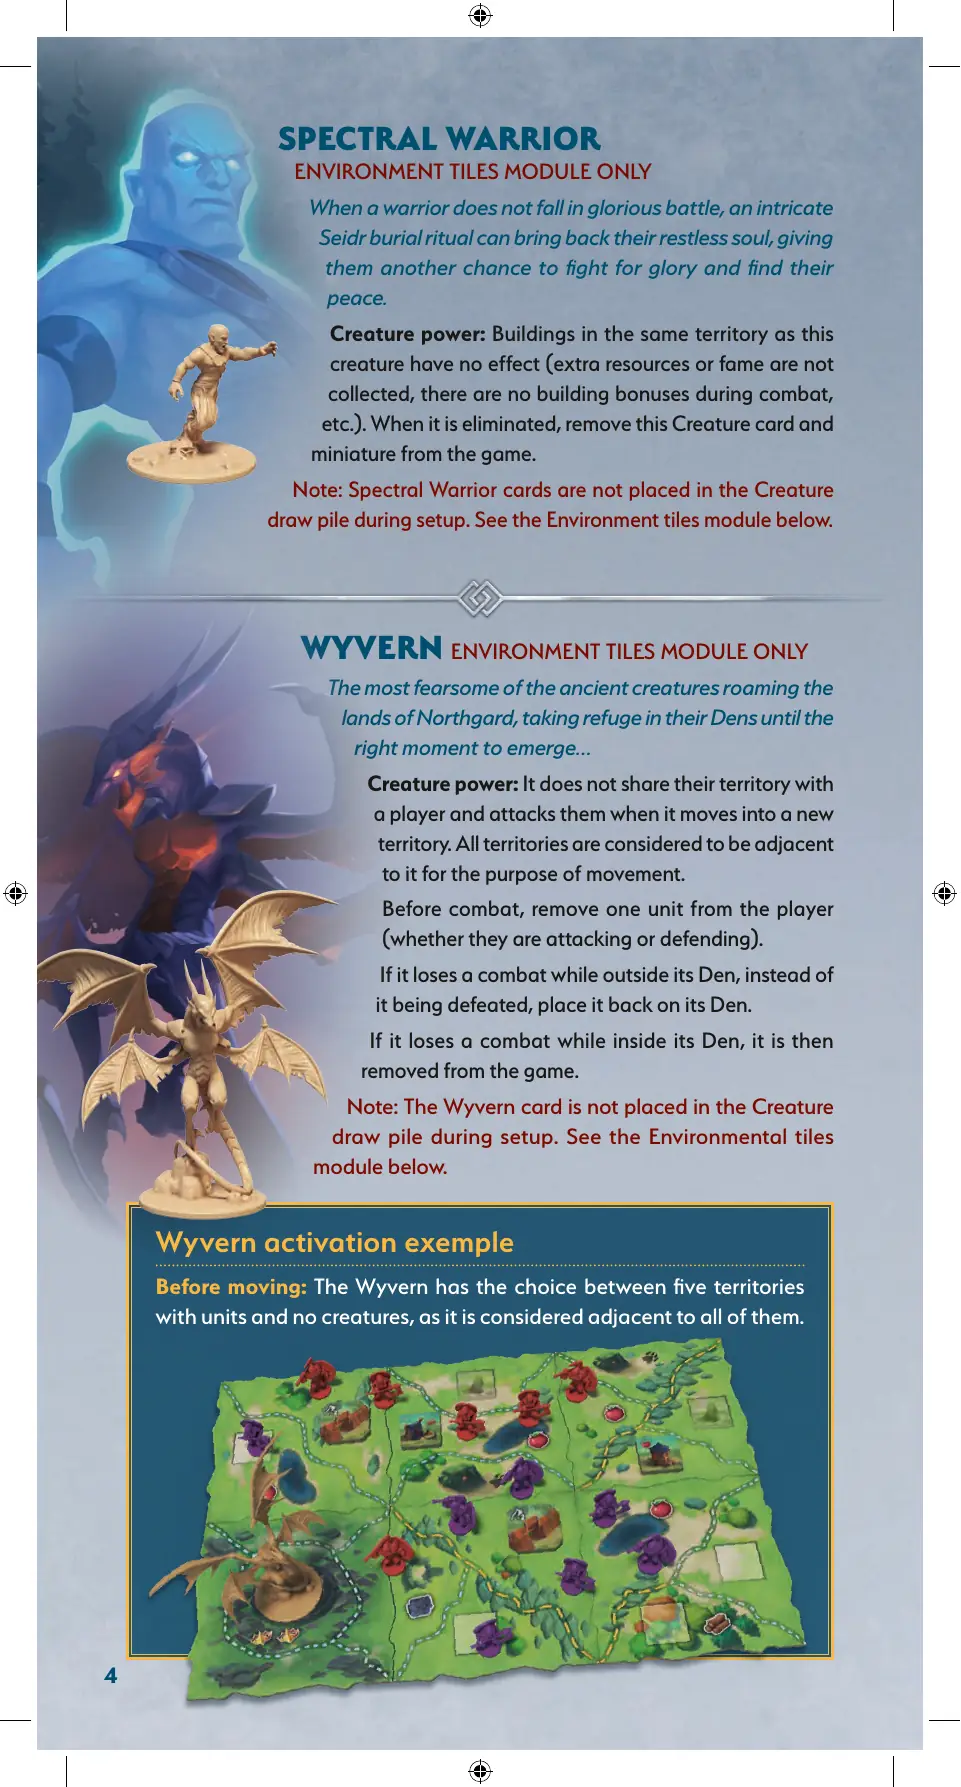 SPECTRAL WARRIOR
ENVIRONMENT TILES MODULE ONLY
When a warrior does not fall in glorious battle, an intricate
Seidr burial ritual can bring back their restless soul, giving
them another chance to fight for glory and find their
peace.
Creature power: Buildings in the same territory as this
creature have no effect (extra resources or fame are not
collected, there are no building bonuses during combat,
etc.). When it is eliminated, remove this Creature card and
miniature from the game.
Note: Spectral Warrior cards are not placed in the Creature
draw pile during setup. See the Environment tiles module below.
WYVERN ENVIRONMENT TILES MODULE ONLY
The most fearsome of the ancient creatures roaming the
lands of Northgard, taking refuge in their Dens until the
right moment to emerge...
Creature power: It does not share their territory with
a player and attacks them when it moves into a new
territory. All territories are considered to be adjacent
to it for the purpose of movement.
Before combat, remove one unit from the player
(whether they are attacking or defending).
If it loses a combat while outside its Den, instead of
it being defeated, place it back on its Den.
If it loses a combat while inside its Den, it is then
removed from the game.
Note: The Wyvern card is not placed in the Creature
draw pile during setup. See the Environmental tiles
module below.
Wyvern activation exemple
Before moving: The Wyvern has the choice between five territories
with units and no creatures, as it is considered adjacent to all of them.
4